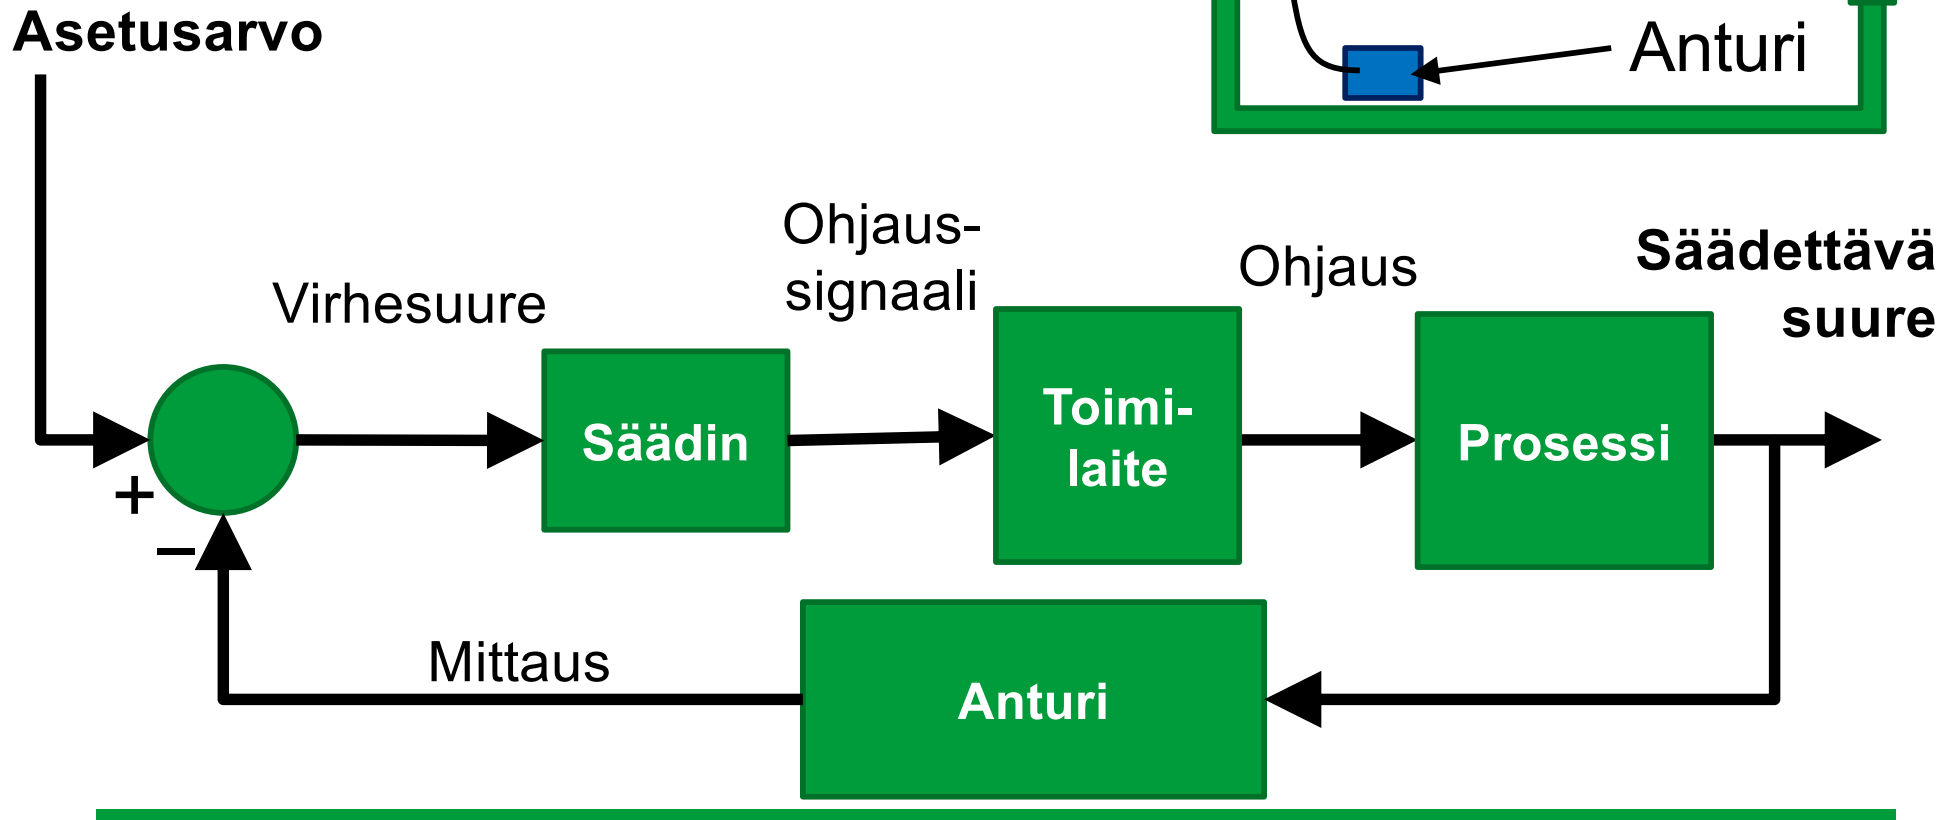 Asetusarvo
Anturi
Ohjaus-
signaali
Ohjaus
Säädettävä
suure
Virhesuure
Säädin
Toimi-
laite
Prosessi
+
–
Mittaus
Anturi